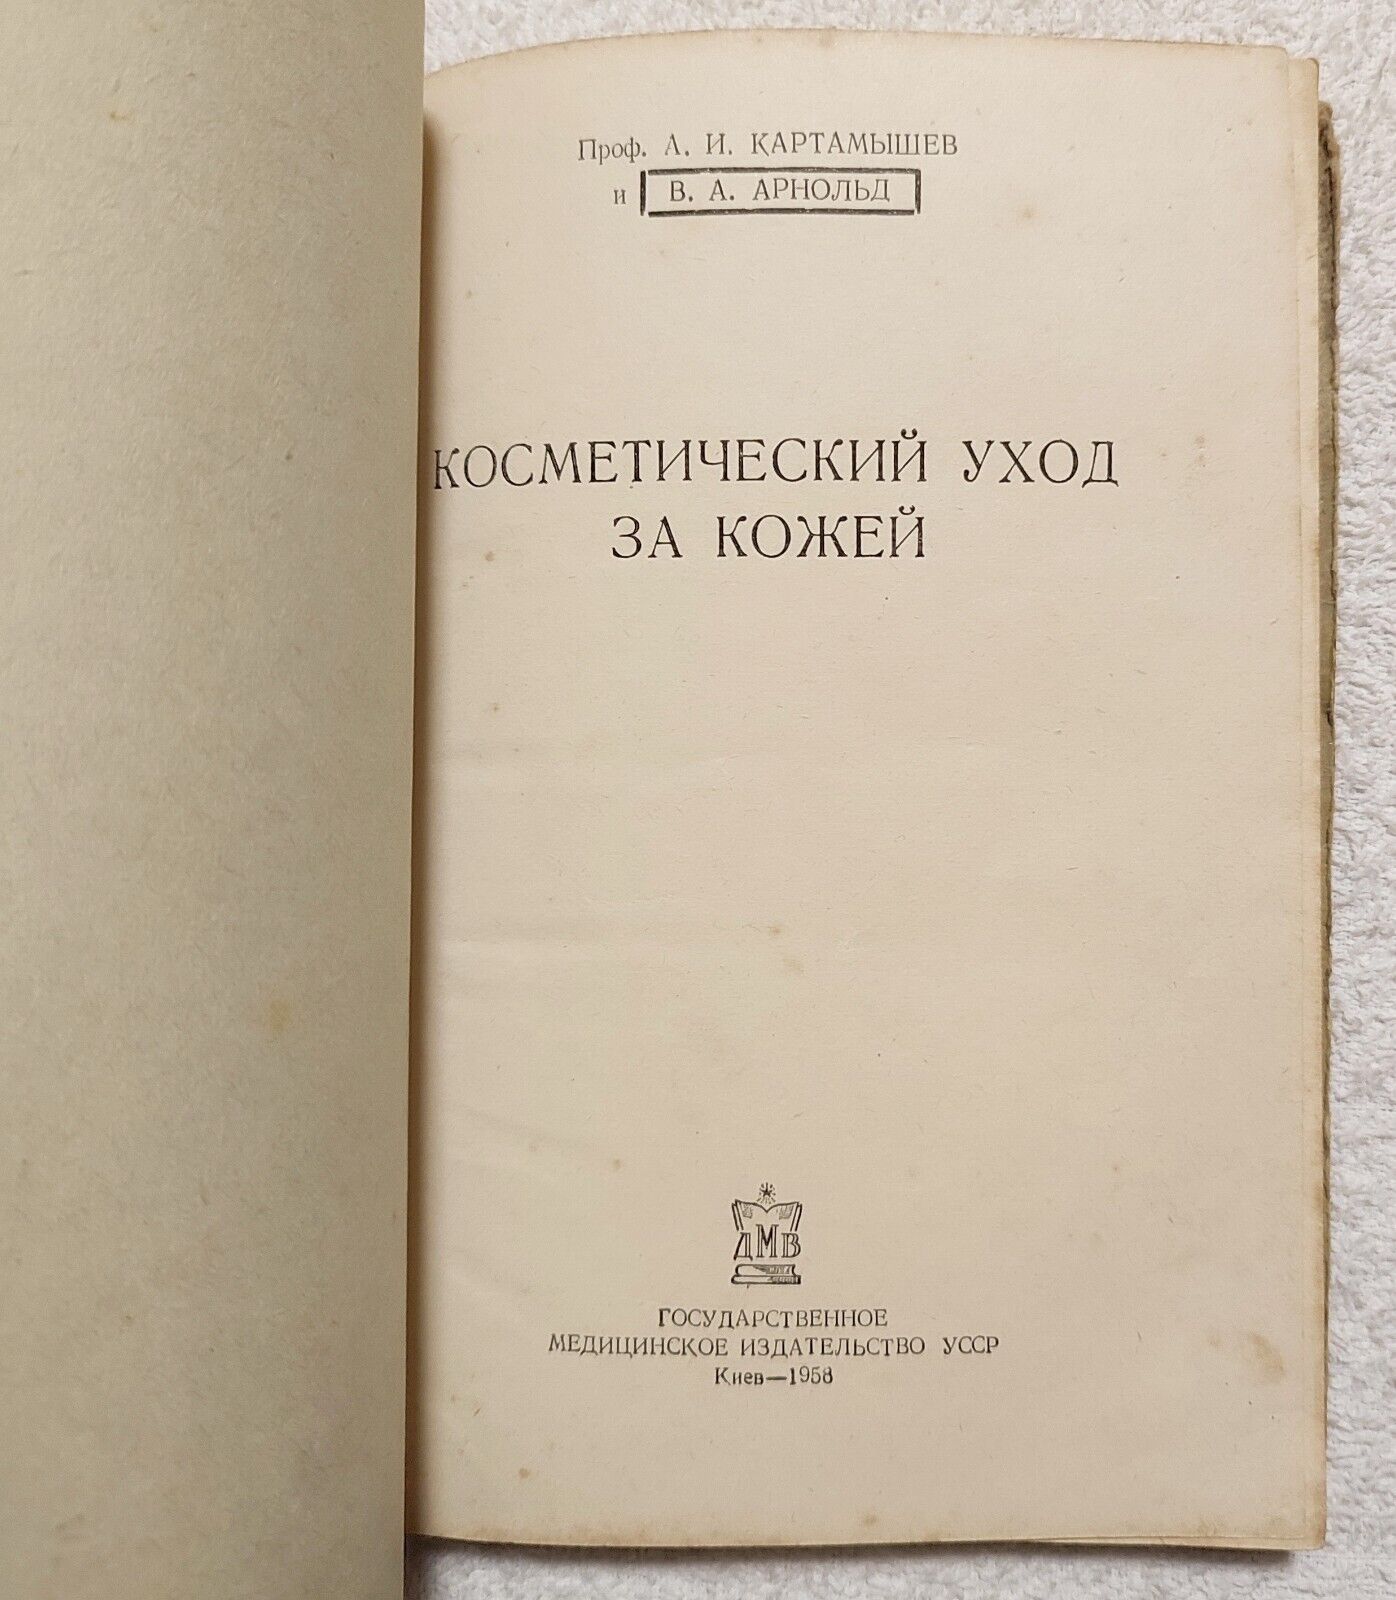 Проф. А. И. КАРТАМЫШЕВ
и В. А. АРНОЛЬД
КОСМЕТИЧЕСКИЙ УХОД
ЗА КОЖЕЙ
ДМВ
ГОСУДАРСТВЕННОЕ
МЕДИЦИНСКОЕ ИЗДАТЕЛЬСТВО УССР
Киев—1958